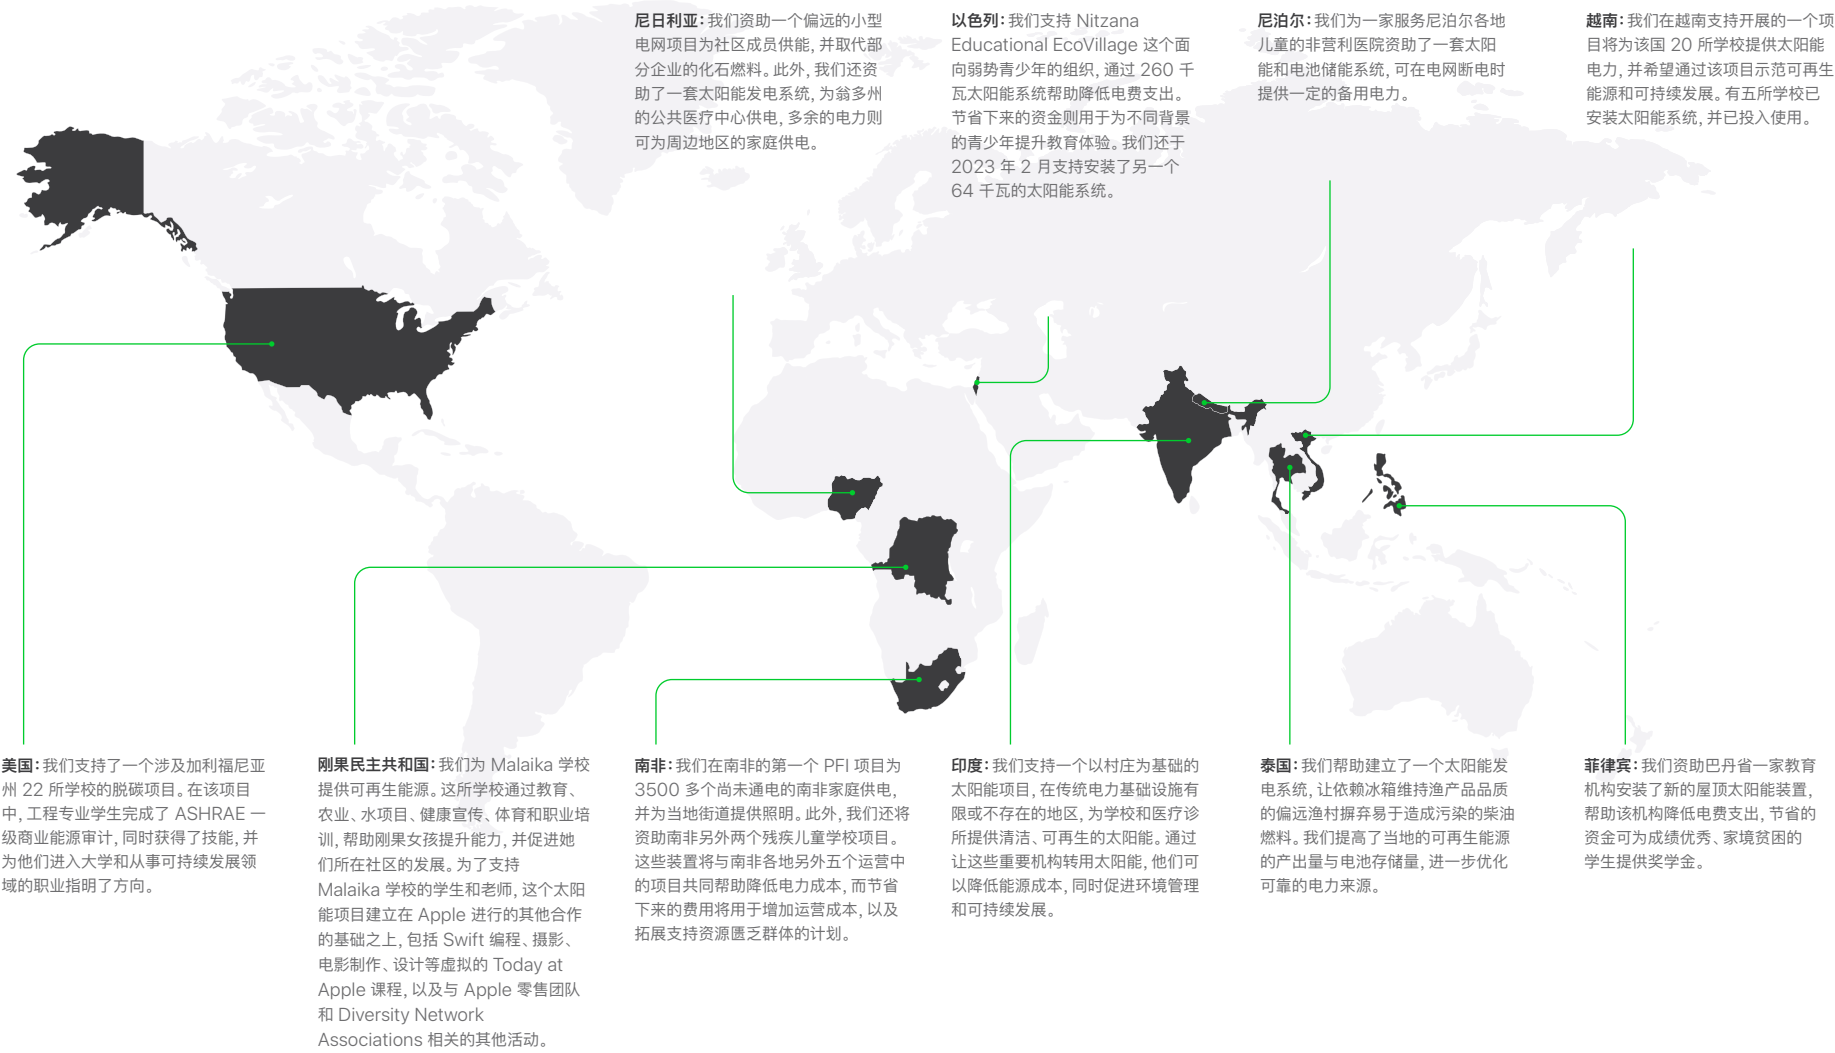 尼日利亚：我们资助一个偏远的小型
电网项目为社区成员供能，并取代部
分企业的化石燃料。此外，我们还资
助了一套太阳能发电系统，为翁多州
的公共医疗中心供电，多余的电力则
可为周边地区的家庭供电。
以色列：我们支持 Nitzana
Educational EcoVillage 这个面
向弱势青少年的组织，通过 260 千
瓦太阳能系统帮助降低电费支出。
节省下来的资金则用于为不同背景
的青少年提升教育体验。我们还于
2023 年 2 月支持安装了另一个
64 千瓦的太阳能系统。
尼泊尔：我们为一家服务尼泊尔各地
儿童的非营利医院资助了一套太阳
能和电池储能系统，可在电网断电时
提供一定的备用电力。
越南：我们在越南支持开展的一个项
目将为该国 20 所学校提供太阳能
电力，并希望通过该项目示范可再生
能源和可持续发展。有五所学校已
安装太阳能系统，并已投入使用。
美国：我们支持了一个涉及加利福尼亚
州 22 所学校的脱碳项目。在该项目
中，工程专业学生完成了 ASHRAE 一
级商业能源审计，同时获得了技能，并
为他们进入大学和从事可持续发展领
域的职业指明了方向。
刚果民主共和国：我们为 Malaika 学校
提供可再生能源。这所学校通过教育、
农业、水项目、健康宣传、体育和职业培
训，帮助刚果女孩提升能力，并促进她
们所在社区的发展。为了支持
Malaika 学校的学生和老师，这个太阳
能项目建立在 Apple 进行的其他合作
的基础之上，包括 Swift 编程、摄影、
电影制作、设计等虚拟的 Today at
Apple 课程，以及与 Apple 零售团队
和 Diversity Network
Associations 相关的其他活动。
南非：我们在南非的第一个 PFI 项目为
3500 多个尚未通电的南非家庭供电，
并为当地街道提供照明。此外，我们还将
资助南非另外两个残疾儿童学校项目。
这些装置将与南非各地另外五个运营中
的项目共同帮助降低电力成本，而节省
下来的费用将用于增加运营成本，以及
拓展支持资源匮乏群体的计划。
印度：我们支持一个以村庄为基础的
太阳能项目，在传统电力基础设施有
限或不存在的地区，为学校和医疗诊
所提供清洁、可再生的太阳能。通过
让这些重要机构转用太阳能，他们可
以降低能源成本，同时促进环境管理
和可持续发展。
泰国：我们帮助建立了一个太阳能发
电系统，让依赖冰箱维持渔产品品质
的偏远渔村摒弃易于造成污染的柴油
燃料。我们提高了当地的可再生能源
的产出量与电池存储量，进一步优化
可靠的电力来源。
菲律宾：我们资助巴丹省一家教育
机构安装了新的屋顶太阳能装置，
帮助该机构降低电费支出，节省的
资金可为成绩优秀、家境贫困的
学生提供奖学金。